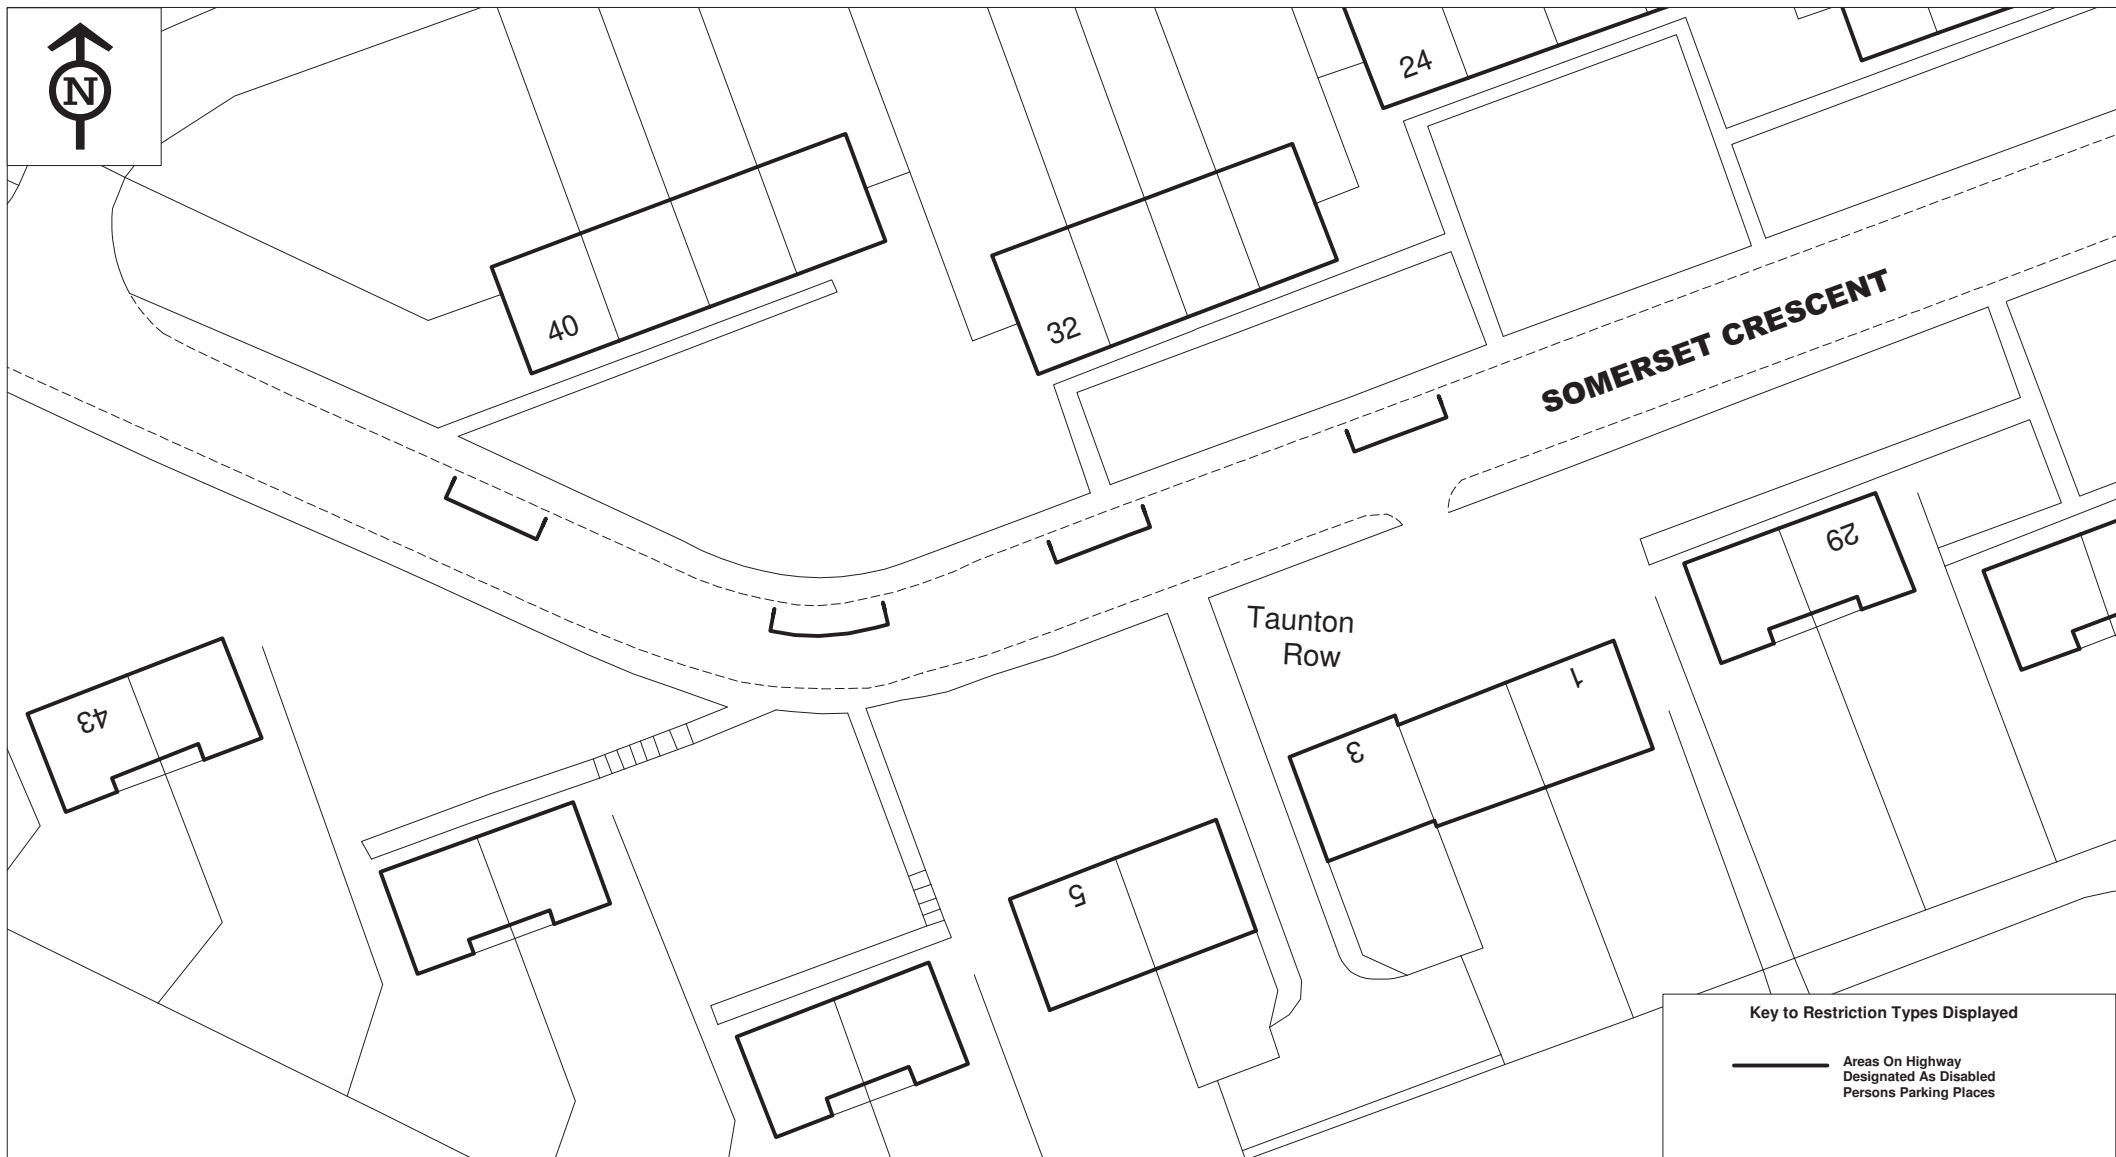 N
24
40
32
SOMERSET CRESCENT
29
Taunton
Row
43
1
3
5
Key to Restriction Types Displayed
Areas On Highway
Designated As Disabled
Persons Parking Places